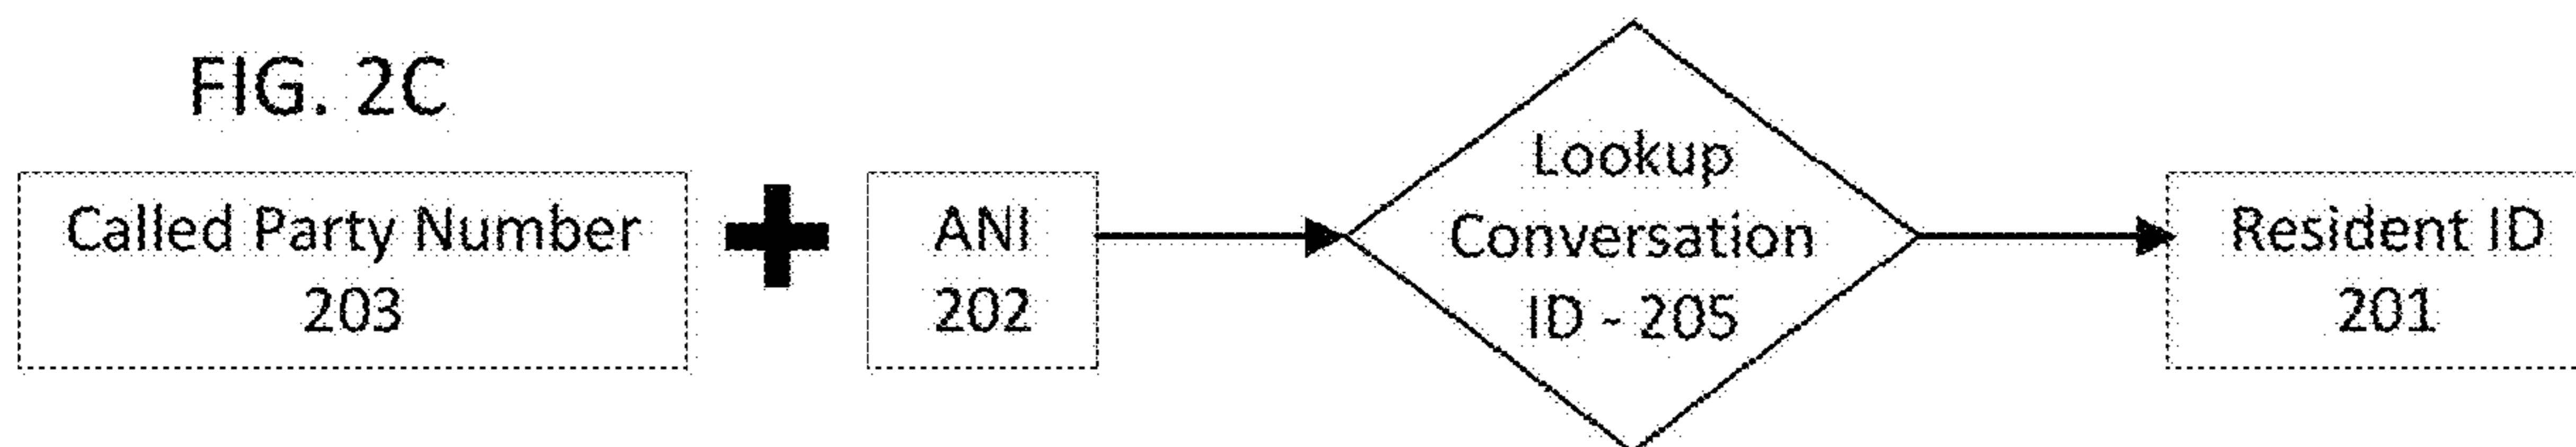 FIG. 2C
Called Party Number
203
ANI
202
Lookup
Conversation
ID - 205
Resident ID
201